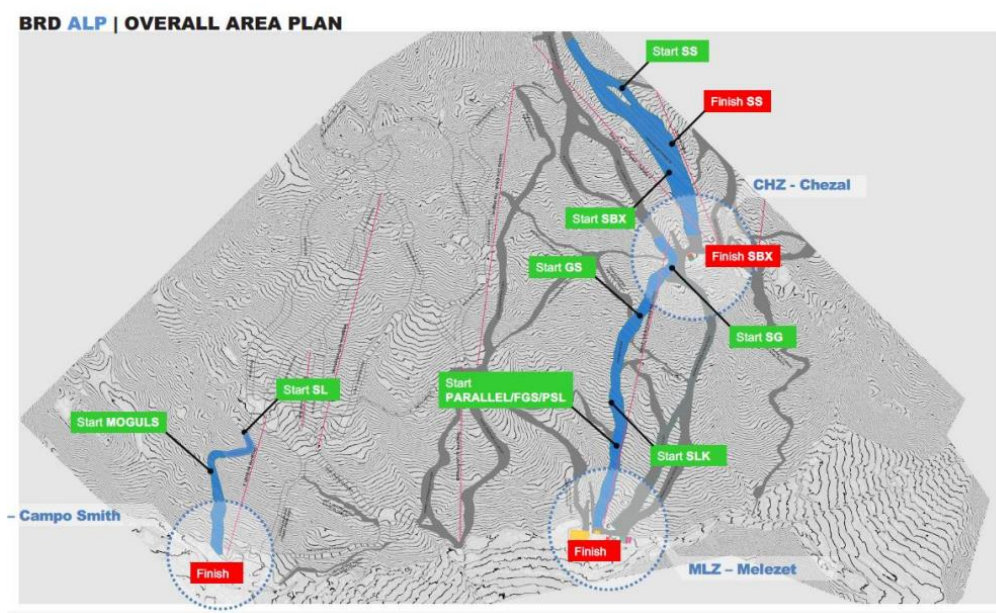 BRD ALP | OVERALL AREA PLAN
Start SS
Finish SS
CHZ - Chezal
Start SBX
Finish SBX
Start GS
Start SG
Start
PARALLEL/FGS/PSL
Start SL
Start MOGULS
Start SLK
– Campo Smith
Finish
Finish
MLZ – Melezet